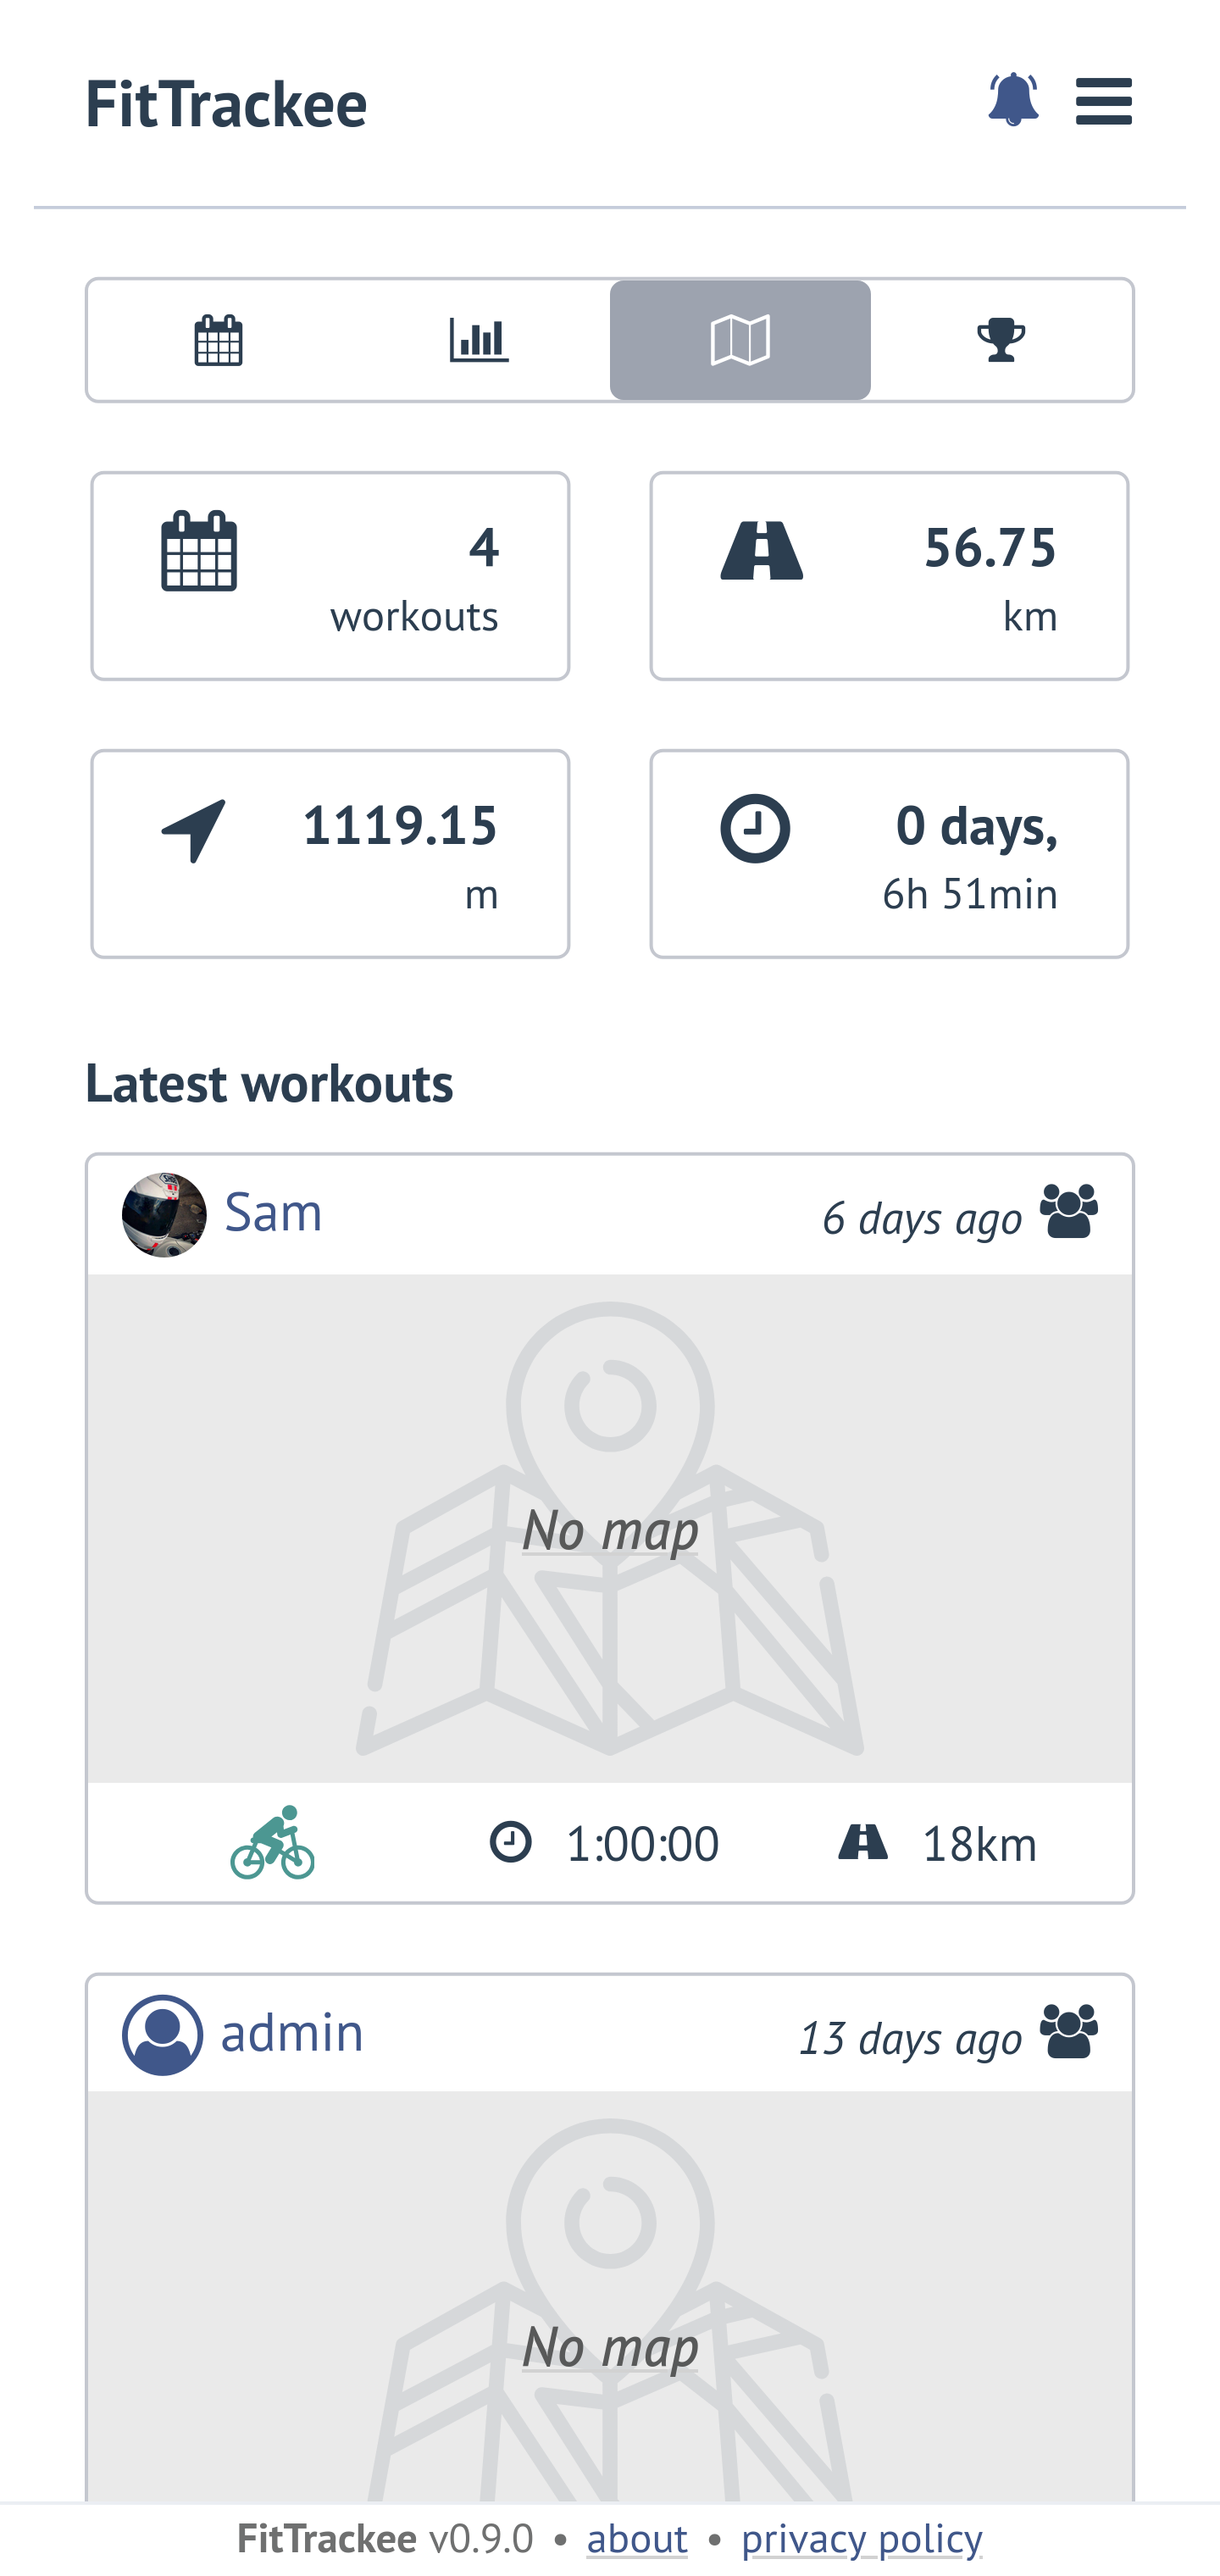 FitTrackee
4
workouts
56.75
km
1119.15
m
0 days,
6h 51min
Latest workouts
Sam
6 days ago
No map
1:00:00
18km
admin
13 days ago
No map
FitTrackee v0.9.0 • about • privacy policy